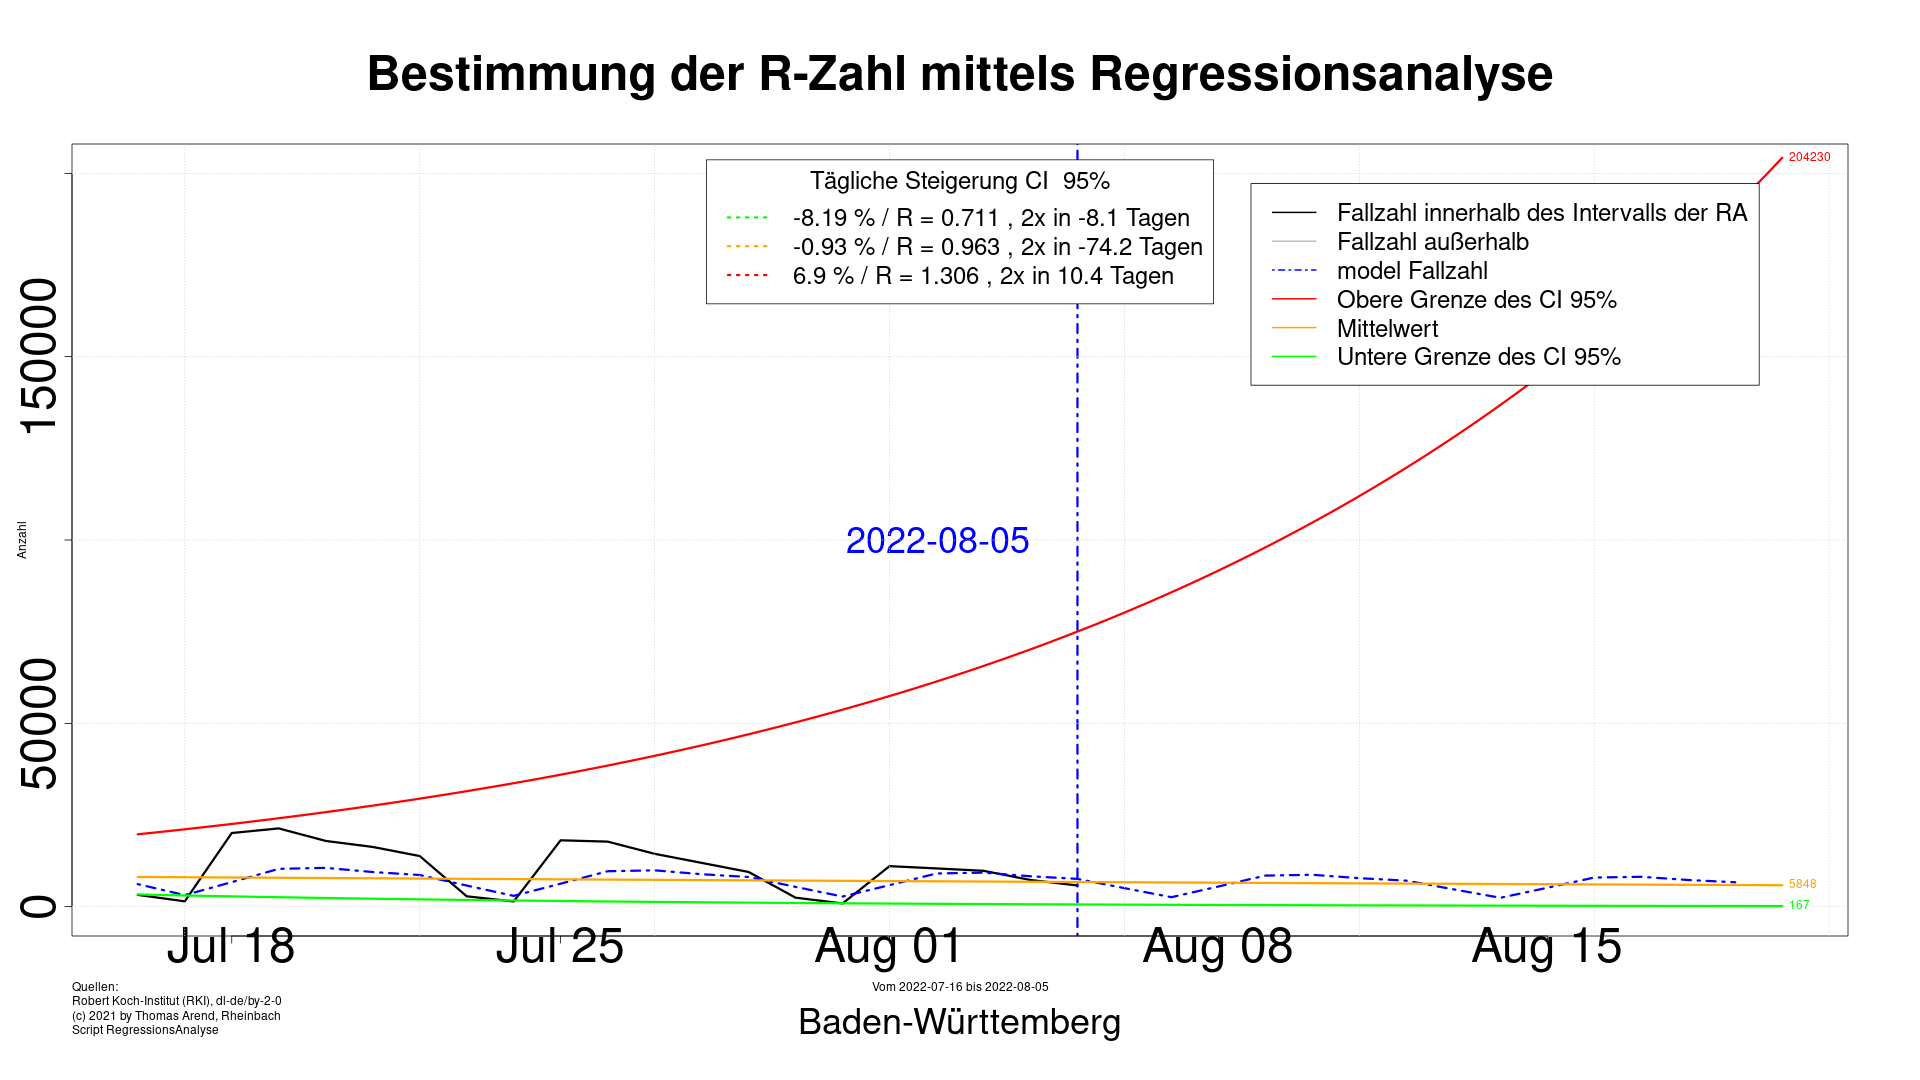 Bestimmung der R-Zahl mittels Regressionsanalyse
204230
Tägliche Steigerung CI  95%
-8.19 % / R = 0.711 , 2x in -8.1 Tagen
-0.93 % / R = 0.963 , 2x in -74.2 Tagen
6.9 % / R = 1.306 , 2x in 10.4 Tagen
Fallzahl innerhalb des Intervalls der RA
Fallzahl außerhalb
model Fallzahl
Obere Grenze des CI 95%
Mittelwert
Untere Grenze des CI 95%
150000
50000
0
Anzahl
2022-08-05
5848
167
Jul 18
Jul 25
Aug 01
Aug 08
Aug 15
Quellen:
Robert Koch-Institut (RKI), dl-de/by-2-0
(c) 2021 by Thomas Arend, Rheinbach
Script RegressionsAnalyse
Vom 2022-07-16 bis 2022-08-05
Baden-Württemberg